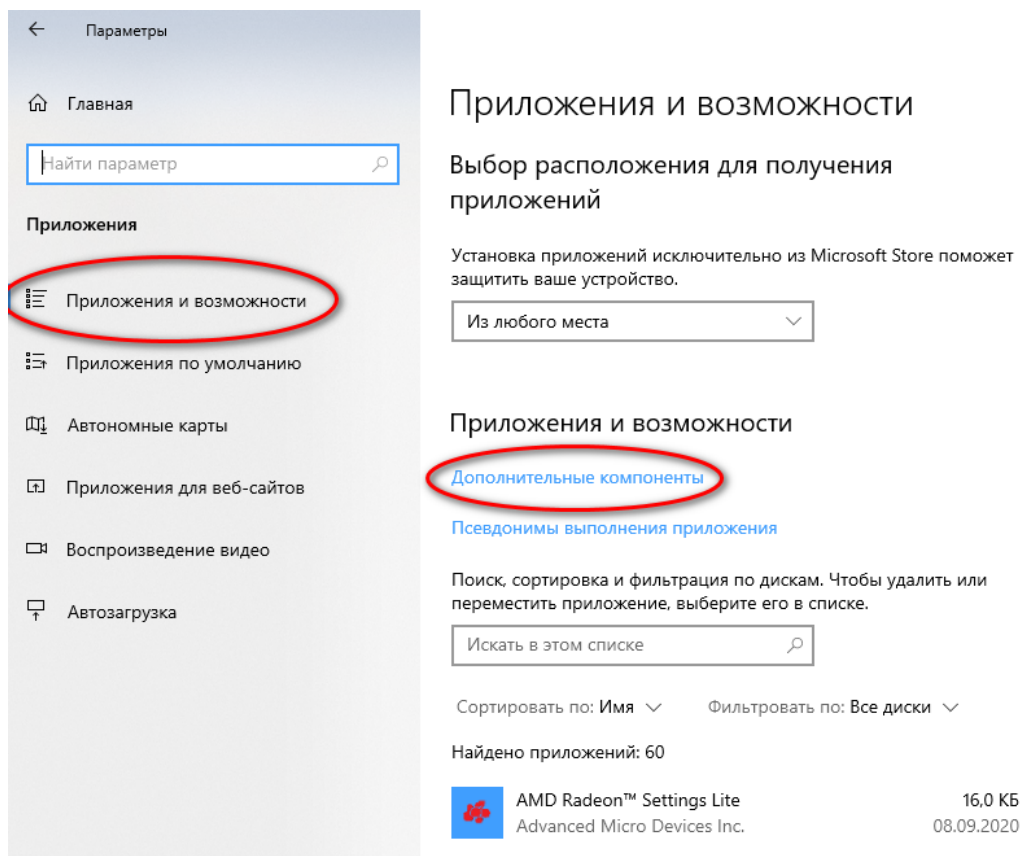 Параметры
Главная
Найти параметр
Приложения
Приложения и возможности
Приложения по умолчанию
Автономные карты
Приложения для веб-сайтов
Воспроизведение видео
Автозагрузка
Приложения и возможности
Выбор расположения для получения
приложений
Установка приложений исключительно из Microsoft Store поможет
защитить ваше устройство.
Из любого места
Приложения и возможности
Дополнительные компоненты
Псевдонимы выполнения приложения
Поиск, сортировка и фильтрация по дискам. Чтобы удалить или
переместить приложение, выберите его в списке.
Искать в этом списке
Сортировать по: Имя Фильтровать по: Все диски
Найдено приложений: 60
AMD Radeon™ Settings Lite 16,0 КБ
Advanced Micro Devices Inc. 08.09.2020